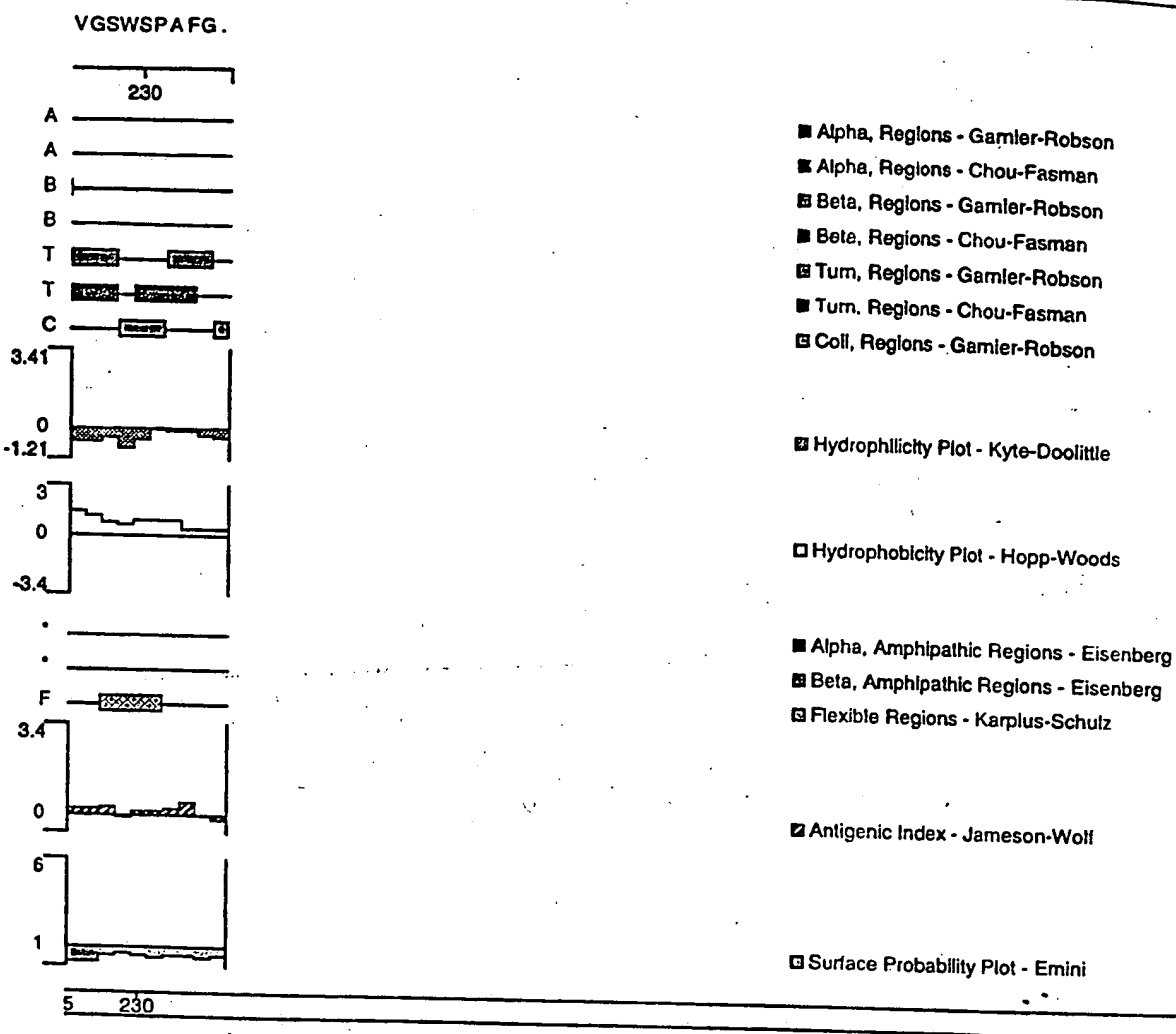 VGSWSPAFG.
230
A
A
B
B
T
T
C
3.41
0
-1.21
3
0
-3.4
F
3.4
0
6
1
5 230
Alpha, Regions - Garnier-Robson
Alpha, Regions - Chou-Fasman
Beta, Regions - Garnier-Robson
Beta, Regions - Chou-Fasman
Turn, Regions - Garnier-Robson
Turn, Regions - Chou-Fasman
Coil, Regions - Garnier-Robson
Hydrophilicity Plot - Kyte-Doolittle
Hydrophobicity Plot - Hopp-Woods
Alpha, Amphipathic Regions - Eisenberg
Beta, Amphipathic Regions - Eisenberg
Flexible Regions - Karplus-Schulz
Antigenic Index - Jameson-Wolf
Surface Probability Plot - Emini